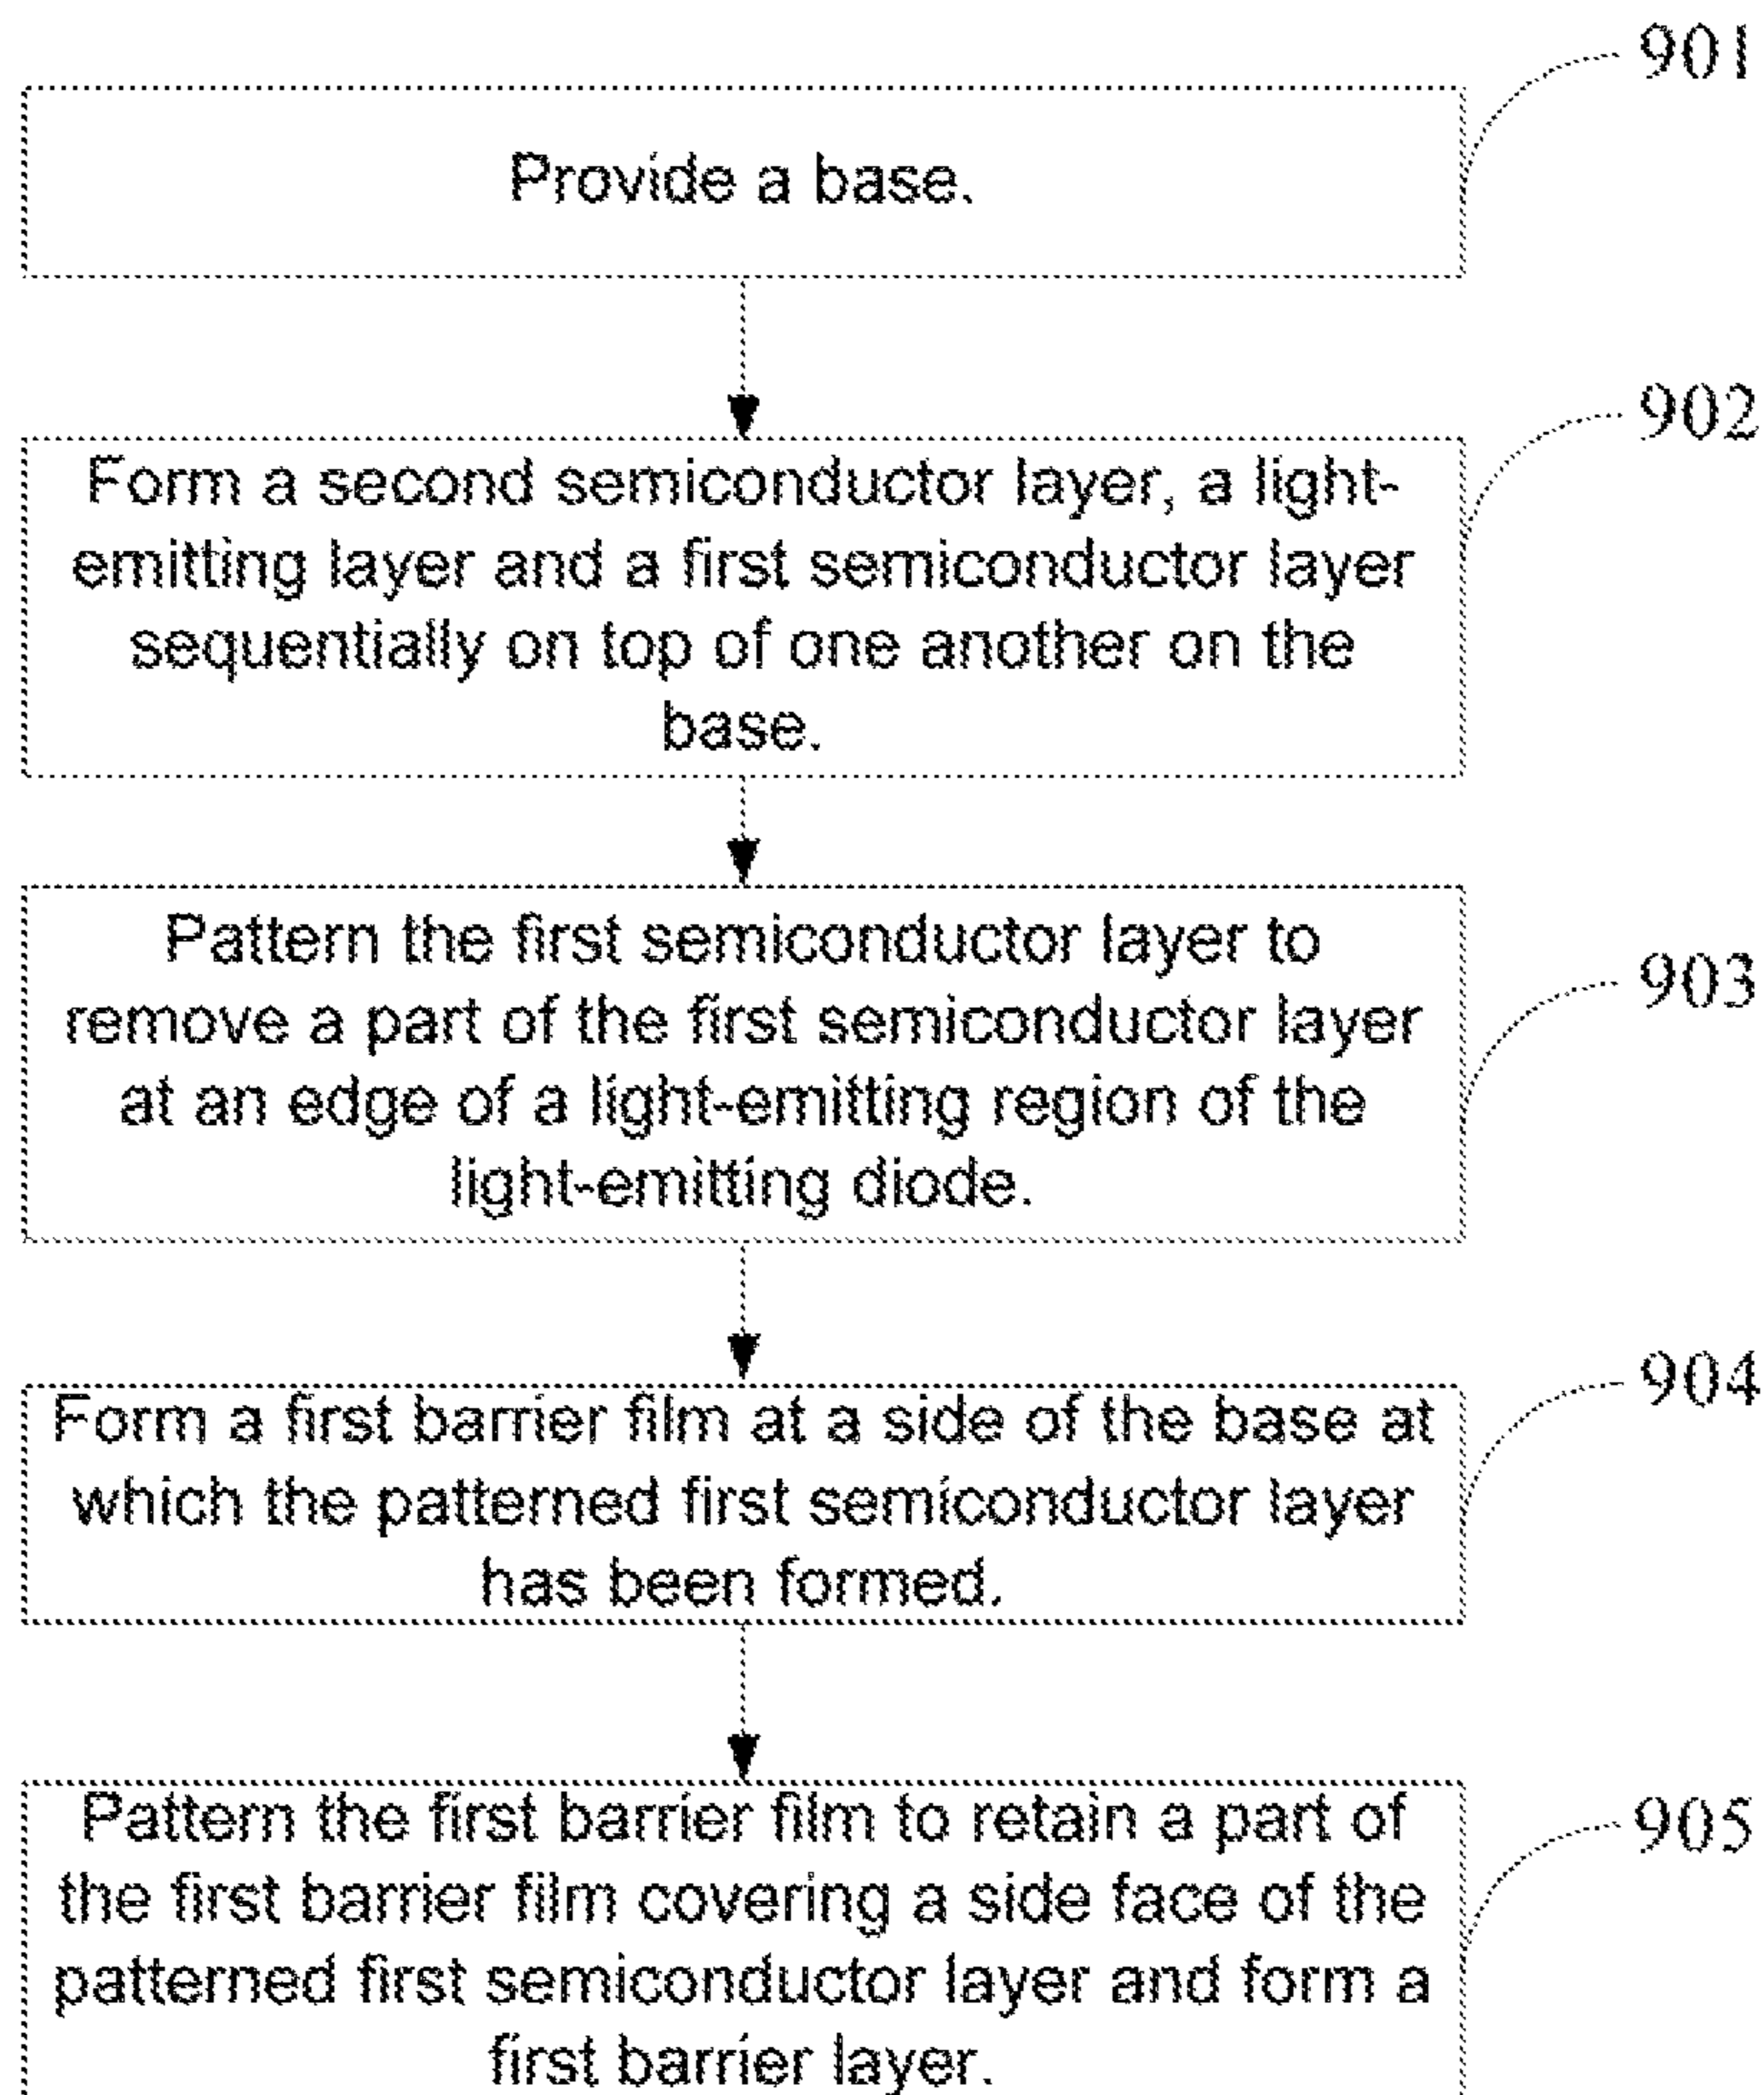 901
Provide a base.
902
Form a second semiconductor layer, a light-
emitting layer and a first semiconductor layer
sequentially on top of one another on the
base.
Pattern the first semiconductor layer to
remove a part of the first semiconductor layer
903
at an edge of a light-emitting region of the
light-emitting diode.
904
Form a first barrier film at a side of the base at
which the patterned first semiconductor layer
has been formed.
905
Pattern the first barrier film to retain a part of
the first barrier film covering a side face of the
patterned first semiconductor layer and form a
first barrier layer.